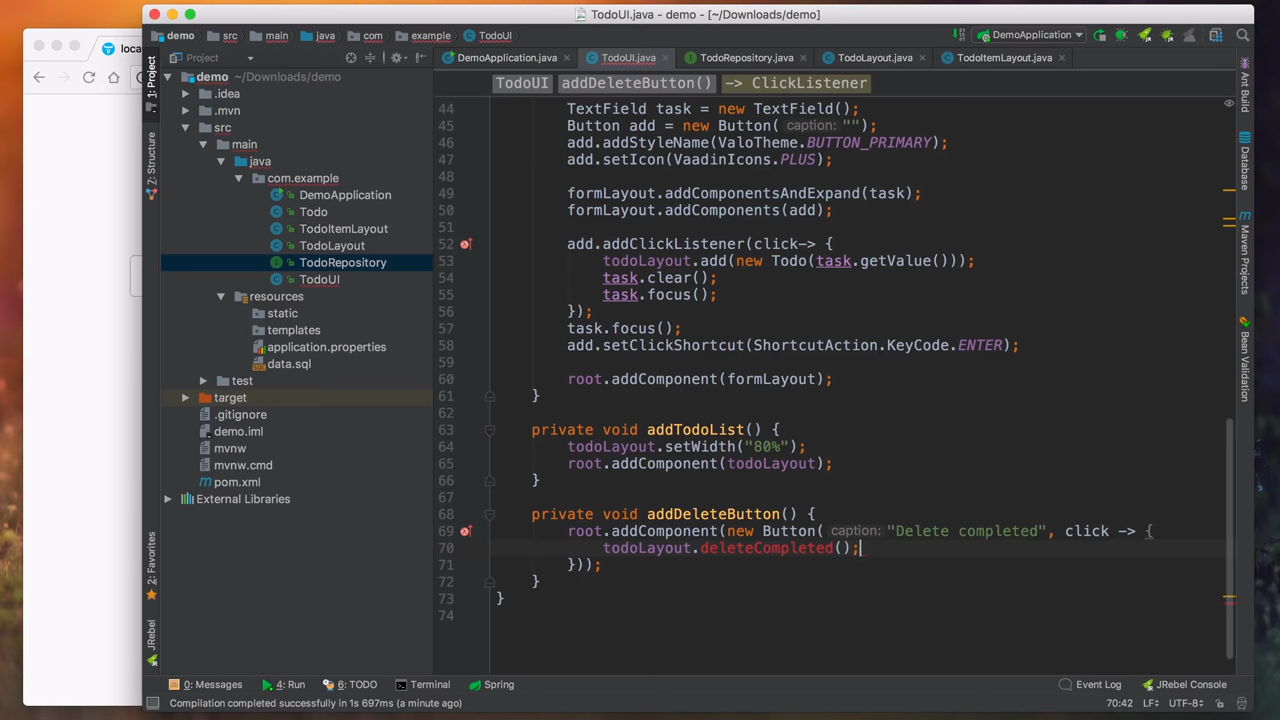 TodoUI.java - demo - [~/Downloads/demo]
loca
demo src main java com example TodoUI DemoApplication
Project
DemoApplication.java TodoUI.java TodoRepository.java TodoLayout.java TodoItemLayout.java
TodoUI addDeleteButton() -> ClickListener
1: Project
7: Structure
2: Favorites
JRebel
demo ~/Downloads/demo
.idea
.mvn
src
main
java
com.example
DemoApplication
Todo
TodoItemLayout
TodoLayout
TodoRepository
TodoUI
resources
static
templates
application.properties
data.sql
test
target
.gitignore
demo.iml
mvnw
mvnw.cmd
pom.xml
External Libraries
44 TextField task = new TextField();
45 Button add = new Button( caption: "");
46 add.addStyleName(ValoTheme.BUTTON_PRIMARY);
47 add.setIcon(VaadinIcons.PLUS);
48
49 formLayout.addComponentsAndExpand(task);
50 formLayout.addComponents(add);
51
52 add.addClickListener(click-> {
53 todoLayout.add(new Todo(task.getValue()));
54 task.clear();
55 task.focus();
56 });
57 task.focus();
58 add.setClickShortcut(ShortcutAction.KeyCode.ENTER);
59
60 root.addComponent(formLayout);
61 }
62
63 private void addTodoList() {
64 todoLayout.setWidth("80%");
65 root.addComponent(todoLayout);
66 }
67
68 private void addDeleteButton() {
69 root.addComponent(new Button( caption: "Delete completed", click -> {
70 todoLayout.deleteCompleted();
71 }));
72 }
73 }
74
Ant Build
Database
m Maven Projects
Bean Validation
0: Messages 4: Run 6: TODO Terminal Spring Event Log JRebel Console
Compilation completed successfully in 1s 697ms (a minute ago) 70:42 LF÷ UTF-8÷